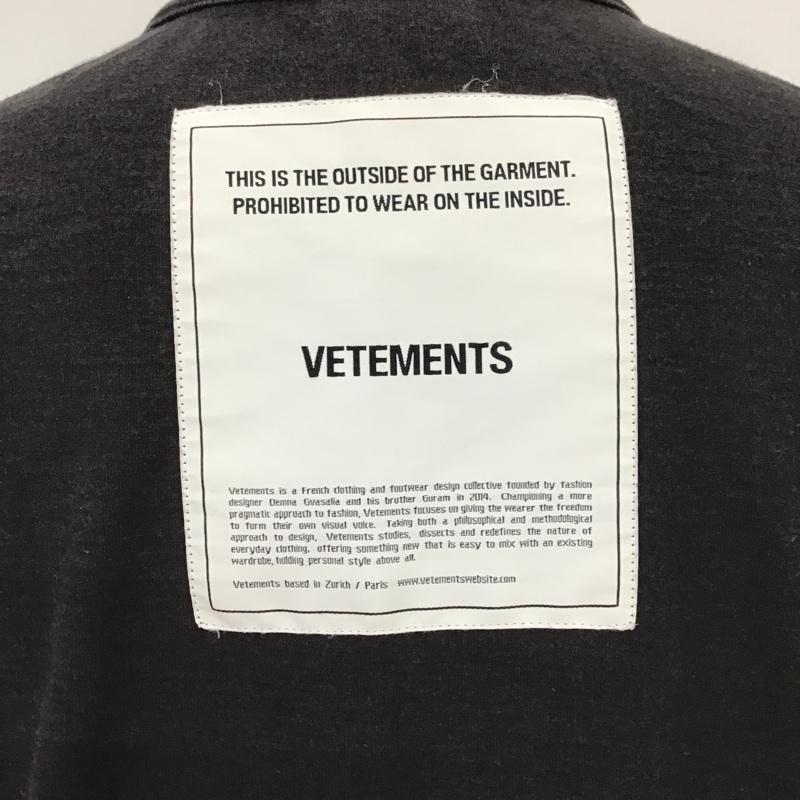 THIS IS THE OUTSIDE OF THE GARMENT.
PROHIBITED TO WEAR ON THE INSIDE.
VETEMENTS
Vetements is a French clothing and footwear design collective founded by fashion
designer Demna Gvasalia and his brother Guram in 2014. Championing a more
pragmatic approach to fashion, Vetements focuses on giving the wearer the freedom
to form their own visual voice. Taking both a philosophical and methodological
approach to design, Vetements studies, dissects and redefines the nature of
everyday clothing, offering something new that is easy to mix with an existing
wardrobe, holding personal style above all.
Vetements based in Zurich / Paris www.vetementswebsite.com